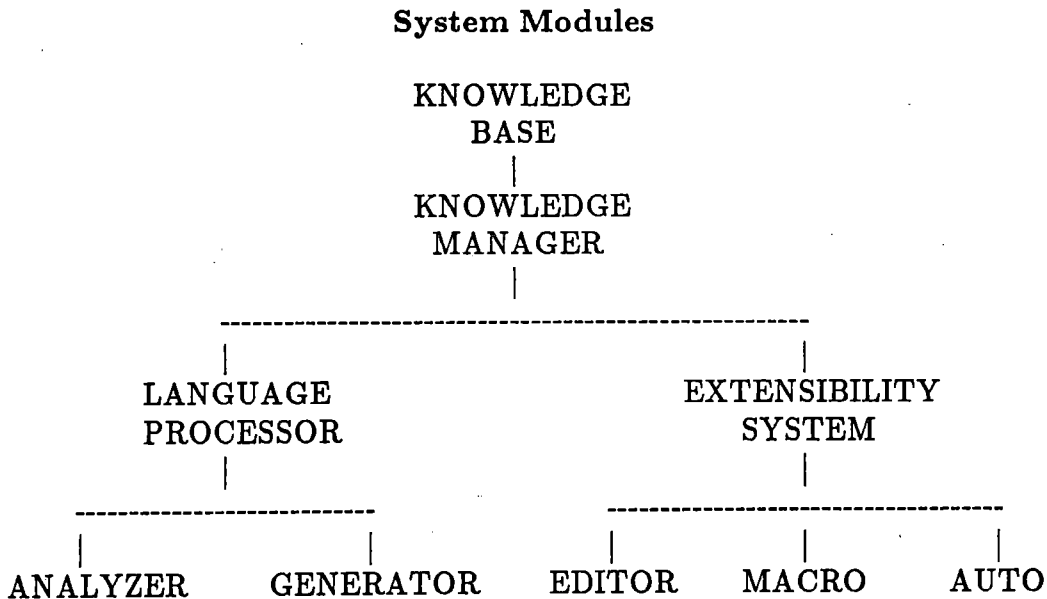 System Modules
KNOWLEDGE
BASE
KNOWLEDGE
MANAGER
LANGUAGE
PROCESSOR
EXTENSIBILITY
SYSTEM
ANALYZER GENERATOR EDITOR MACRO AUTO